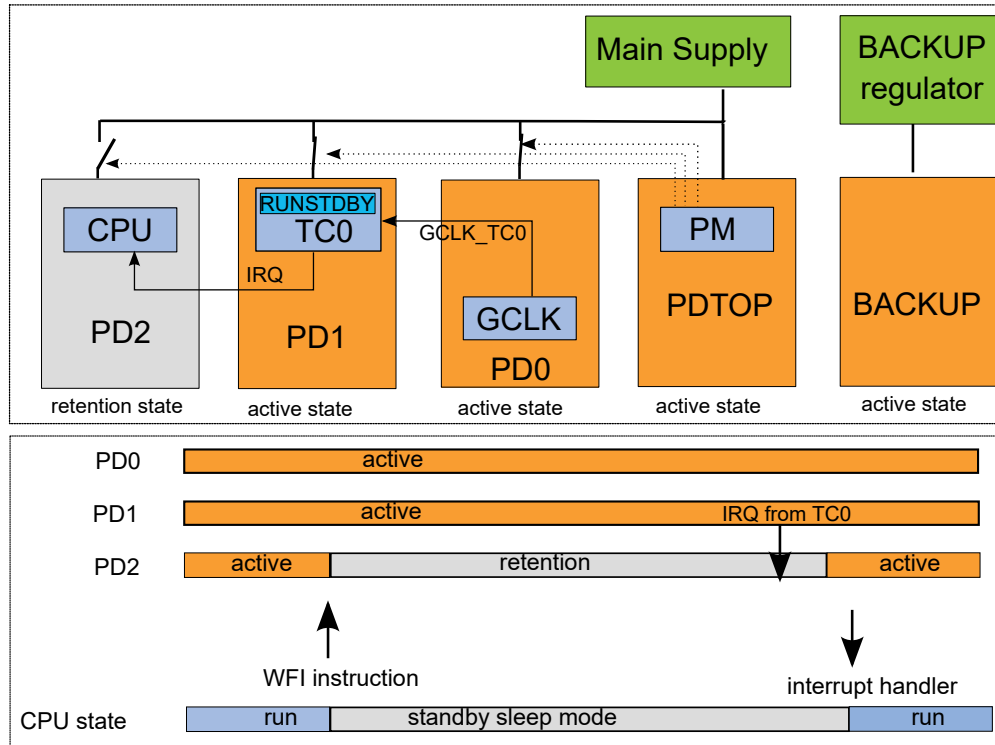 Main Supply
BACKUP
regulator
RUNSTDBY
CPU
TC0
GCLK_TC0
PM
IRQ
PD2
PD1
GCLK
PD0
PDTOP
BACKUP
retention state
active state
active state
active state
active state
PD0
active
PD1
active
IRQ from TC0
PD2
active
retention
active
WFI instruction
interrupt handler
CPU state
run
standby sleep mode
run